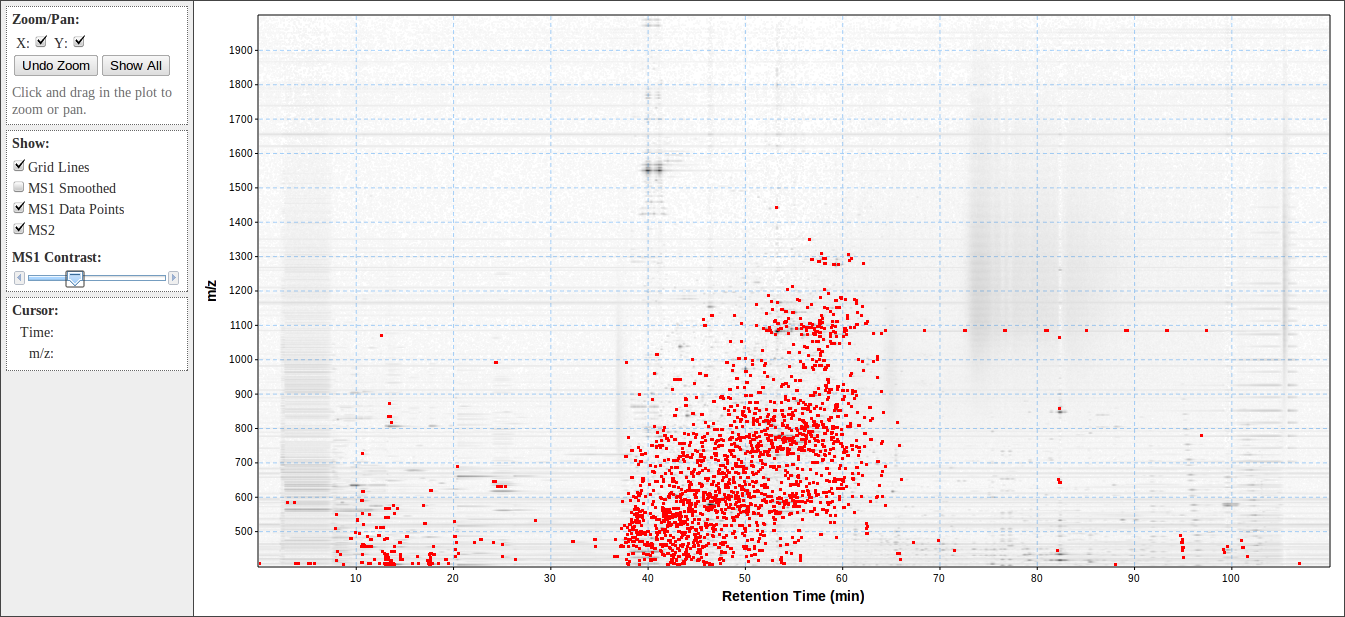 Zoom/Pan:
X: Y:
Undo Zoom Show All
Click and drag in the plot to
zoom or pan.
Show:
Grid Lines
MS1 Smoothed
MS1 Data Points
MS2
MS1 Contrast:
Cursor:
Time:
m/z:
m/z
1900
1800
1700
1600
1500
1400
1300
1200
1100
1000
900
800
700
600
500
10 20 30 40 50 60 70 80 90 100
Retention Time (min)